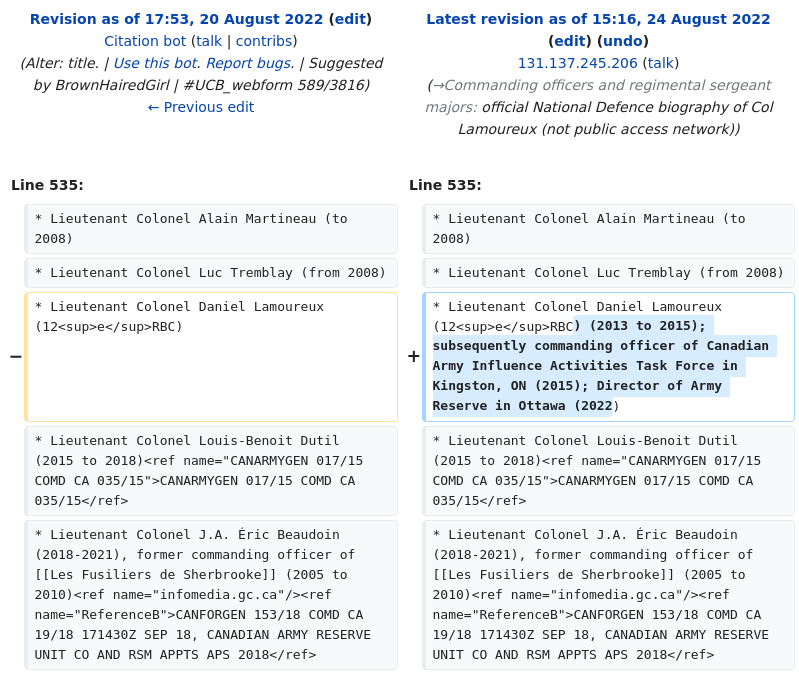 Revision as of 17:53, 20 August 2022 (edit)
Citation bot (talk | contribs)
(Alter: title. | Use this bot. Report bugs. | Suggested
by BrownHairedGirl | #UCB_webform 589/3816)
← Previous edit
Latest revision as of 15:16, 24 August 2022
(edit) (undo)
131.137.245.206 (talk)
(→Commanding officers and regimental sergeant
majors: official National Defence biography of Col
Lamoureux (not public access network))
Line 535:
* Lieutenant Colonel Alain Martineau (to
2008)
* Lieutenant Colonel Luc Tremblay (from 2008)
−
* Lieutenant Colonel Daniel Lamoureux
(12<sup>e</sup>RBC)
* Lieutenant Colonel Louis-Benoit Dutil
(2015 to 2018)<ref name="CANARMYGEN 017/15
COMD CA 035/15">CANARMYGEN 017/15 COMD CA
035/15</ref>
* Lieutenant Colonel J.A. Éric Beaudoin
(2018-2021), former commanding officer of
[[Les Fusiliers de Sherbrooke]] (2005 to
2010)<ref name="infomedia.gc.ca"/><ref
name="ReferenceB">CANFORGEN 153/18 COMD CA
19/18 171430Z SEP 18, CANADIAN ARMY RESERVE
UNIT CO AND RSM APPTS APS 2018</ref>
Line 535:
* Lieutenant Colonel Alain Martineau (to
2008)
* Lieutenant Colonel Luc Tremblay (from 2008)
+
* Lieutenant Colonel Daniel Lamoureux
(12<sup>e</sup>RBC) (2013 to 2015);
subsequently commanding officer of Canadian
Army Influence Activities Task Force in
Kingston, ON (2015); Director of Army
Reserve in Ottawa (2022)
* Lieutenant Colonel Louis-Benoit Dutil
(2015 to 2018)<ref name="CANARMYGEN 017/15
COMD CA 035/15">CANARMYGEN 017/15 COMD CA
035/15</ref>
* Lieutenant Colonel J.A. Éric Beaudoin
(2018-2021), former commanding officer of
[[Les Fusiliers de Sherbrooke]] (2005 to
2010)<ref name="infomedia.gc.ca"/><ref
name="ReferenceB">CANFORGEN 153/18 COMD CA
19/18 171430Z SEP 18, CANADIAN ARMY RESERVE
UNIT CO AND RSM APPTS APS 2018</ref>